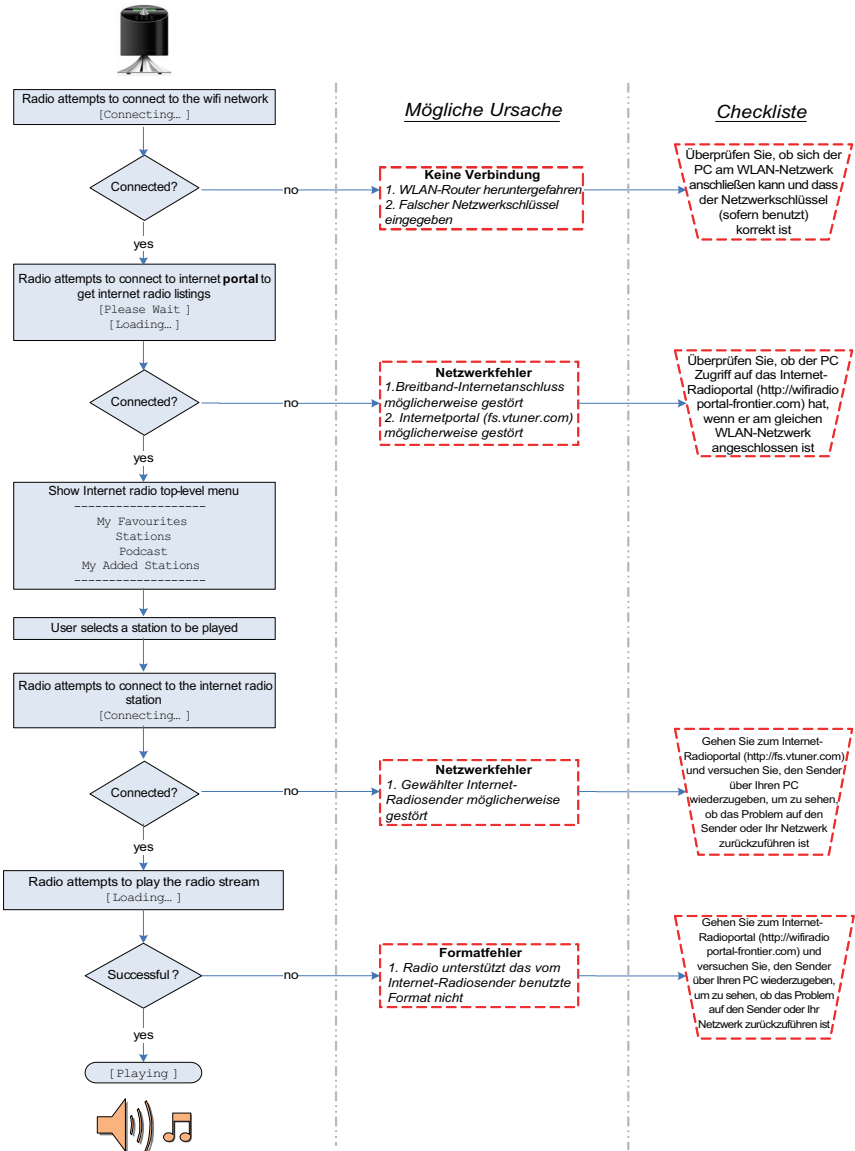 Mögliche Ursache
Checkliste
Radio attempts to connect to the wifi network
[Connecting… ]
Connected?
no
Keine Verbindung
1. WLAN-Router heruntergefahren
2. Falscher Netzwerkschlüssel
eingegeben
Überprüfen Sie, ob sich der
PC am WLAN-Netzwerk
anschließen kann und dass
der Netzwerkschlüssel
(sofern benutzt)
korrekt ist
yes
Radio attempts to connect to internet portal to
get internet radio listings
[Please Wait ]
[Loading… ]
Connected?
no
Netzwerkfehler
1.Breitband-Internetanschluss
möglicherweise gestört
2. Internetportal (fs.vtuner.com)
möglicherweise gestört
Überprüfen Sie, ob der PC
Zugriff auf das Internet-
Radioportal (http://wifiradio
portal-frontier.com) hat,
wenn er am gleichen
WLAN-Netzwerk
angeschlossen ist
yes
Show Internet radio top-level menu
-------------------
My Favourites
Stations
Podcast
My Added Stations
-------------------
User selects a station to be played
Radio attempts to connect to the internet radio
station
[Connecting… ]
Connected?
no
Netzwerkfehler
1. Gewählter Internet-
Radiosender möglicherweise
gestört
Gehen Sie zum Internet-
Radioportal (http://fs.vtuner.com)
und versuchen Sie, den Sender
über Ihren PC
wiederzugeben, um zu sehen,
ob das Problem auf den
Sender oder Ihr Netzwerk
zurückzuführen ist
yes
Radio attempts to play the radio stream
[Loading… ]
Successful ?
no
Formatfehler
1. Radio unterstützt das vom
Internet-Radiosender benutzte
Format nicht
Gehen Sie zum Internet-
Radioportal (http://wifiradio
portal-frontier.com) und
versuchen Sie, den Sender
über Ihren PC wiederzugeben,
um zu sehen, ob das Problem
auf den Sender oder Ihr
Netzwerk zurückzuführen ist
yes
[Playing ]